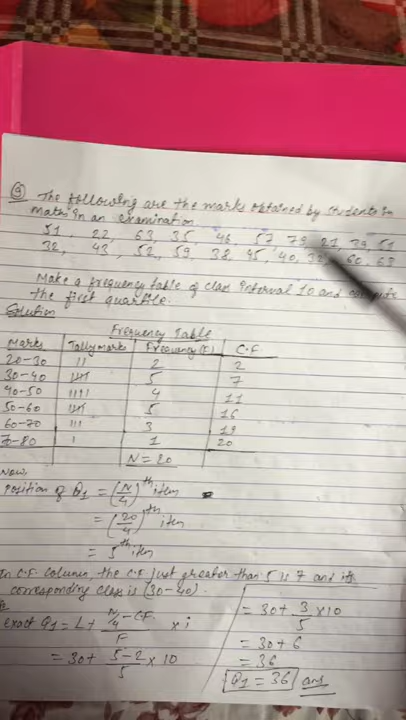 ⑨ The following are the marks obtained by students in
maths in an examination.
51, 22, 63, 35, 46, 57, 79, 21, 39, 51
32, 43, 52, 59, 38, 45, 40, 60, 63
Make a frequency table of class interval 10 and
the first quartile.
Solution
Frequency Table
Marks Tally marks Frequency(f) C.F
20-30 || 2 2
30-40 5 7
40-50 |||| 4 11
50-60 5 16
60-70 ||| 3 19
70-80 | 1 20
N = 20
Now,
position of Q₁ = (N/4)th item
= (20/4)th item
= 5th item
In C.F column, the C.F just greater than 5 is 7 and its
corresponding class is (30-40).
exact Q₁ = L + (N/4 - CF)/F × i
= 30 + (5-2)/5 × 10
= 30 + 3/5 × 10
= 30 + 6
= 36
Q₁ = 36 ans